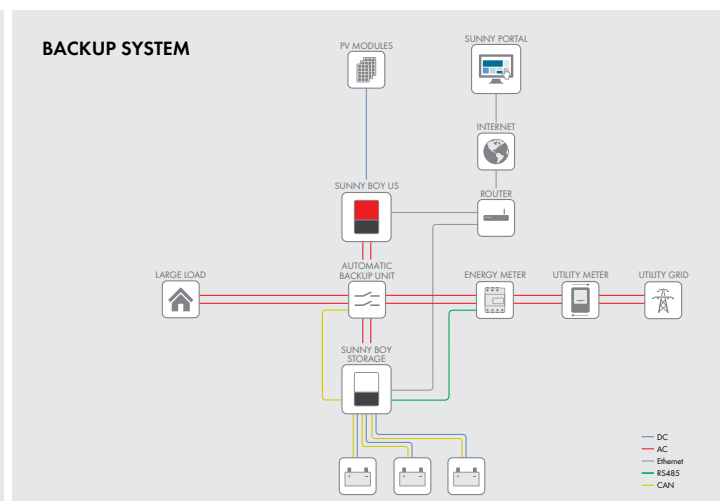 BACKUP SYSTEM
PV MODULES
SUNNY PORTAL
INTERNET
SUNNY BOY US
ROUTER
LARGE LOAD
AUTOMATIC
BACKUP UNIT
ENERGY METER
UTILITY METER
UTILITY GRID
SUNNY BOY
STORAGE
DC
AC
Ethernet
RS485
CAN